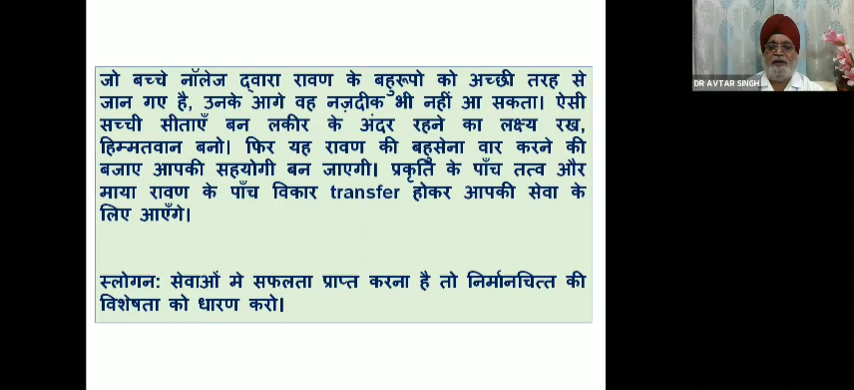 जो बच्चे नॉलेज द्वारा रावण के बहुरूपो को अच्छी तरह से
जान गए है, उनके आगे वह नज़दीक भी नहीं आ सकता। ऐसी
सच्ची सीताएँ बन लकीर के अंदर रहने का लक्ष्य रख,
हिम्मतवान बनो। फिर यह रावण की बहुसेना वार करने की
बजाए आपकी सहयोगी बन जाएगी। प्रकृति के पाँच तत्व और
माया रावण के पाँच विकार transfer होकर आपकी सेवा के
लिए आएँगे।
स्लोगन: सेवाओं मे सफलता प्राप्त करना है तो निर्मानचित्त की
विशेषता को धारण करो।
DR AVTAR SINGH